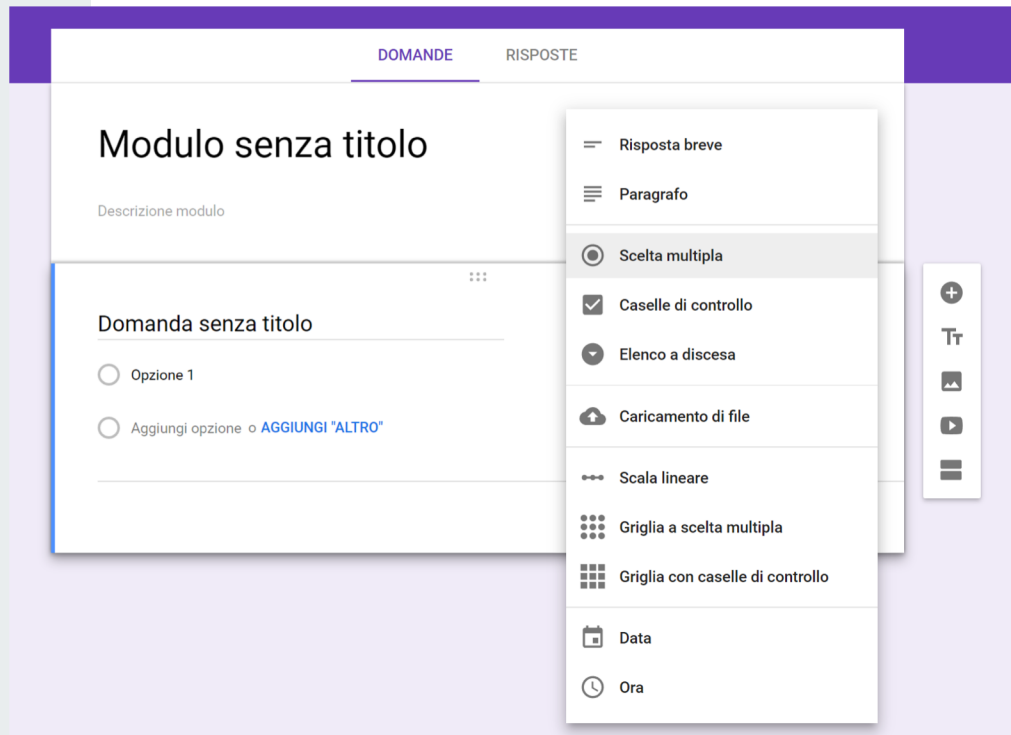 DOMANDE RISPOSTE
Modulo senza titolo
Descrizione modulo
Domanda senza titolo
Opzione 1
Aggiungi opzione o AGGIUNGI "ALTRO"
Risposta breve
Paragrafo
Scelta multipla
Caselle di controllo
Elenco a discesa
Caricamento di file
Scala lineare
Griglia a scelta multipla
Griglia con caselle di controllo
Data
Ora
Tт